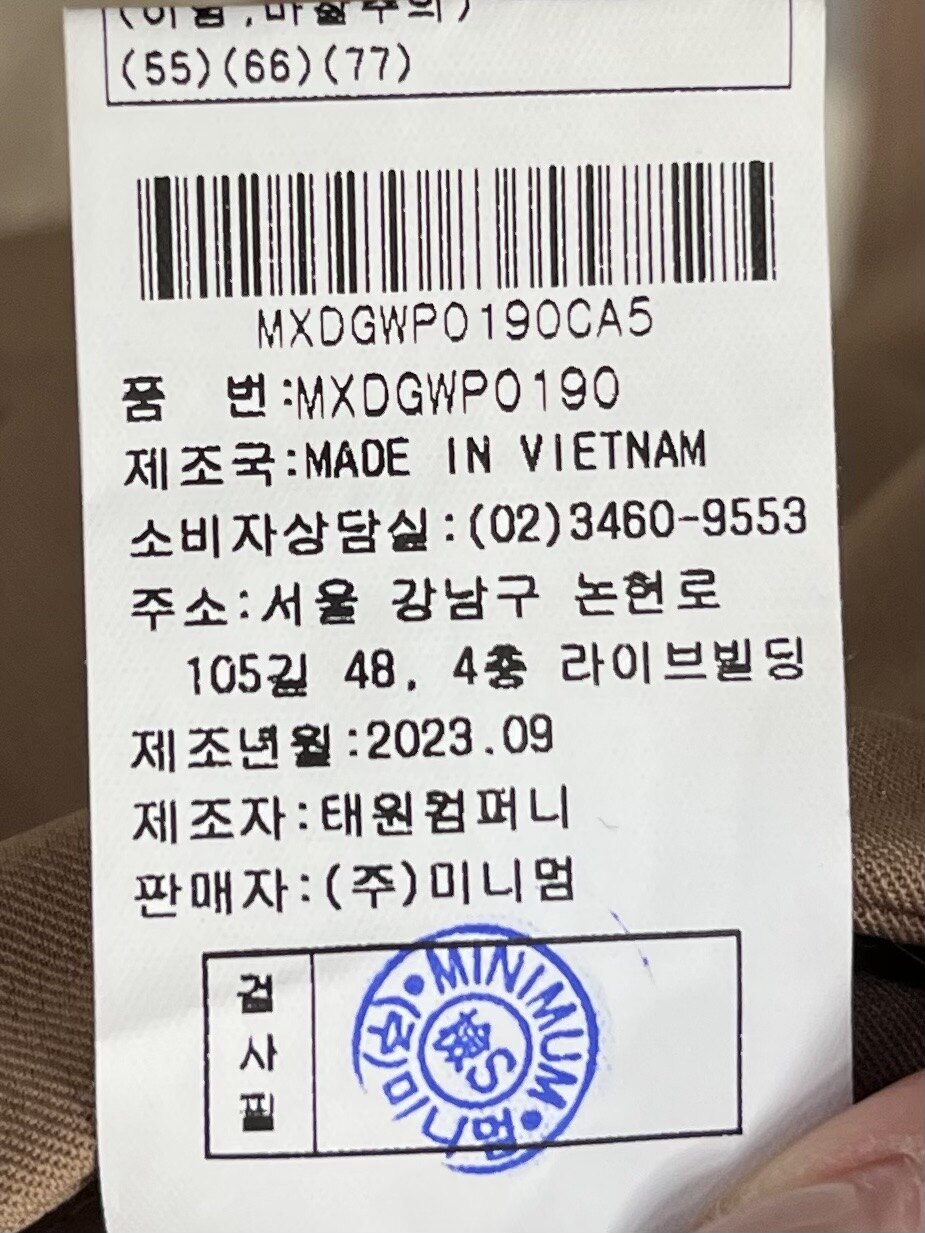 (55)(66)(77)
MXDGWPO190CA5
품 번:MXDGWPO190
제조국:MADE IN VIETNAM
소비자상담실:(02)3460-9553
주소:서울 강남구 논현로
105길 48, 4층 라이브빌딩
제조년월:2023.09
제조자:태원컴퍼니
판매자:(주)미니멈
검사필
MINIMUM
(주)미니멈
S